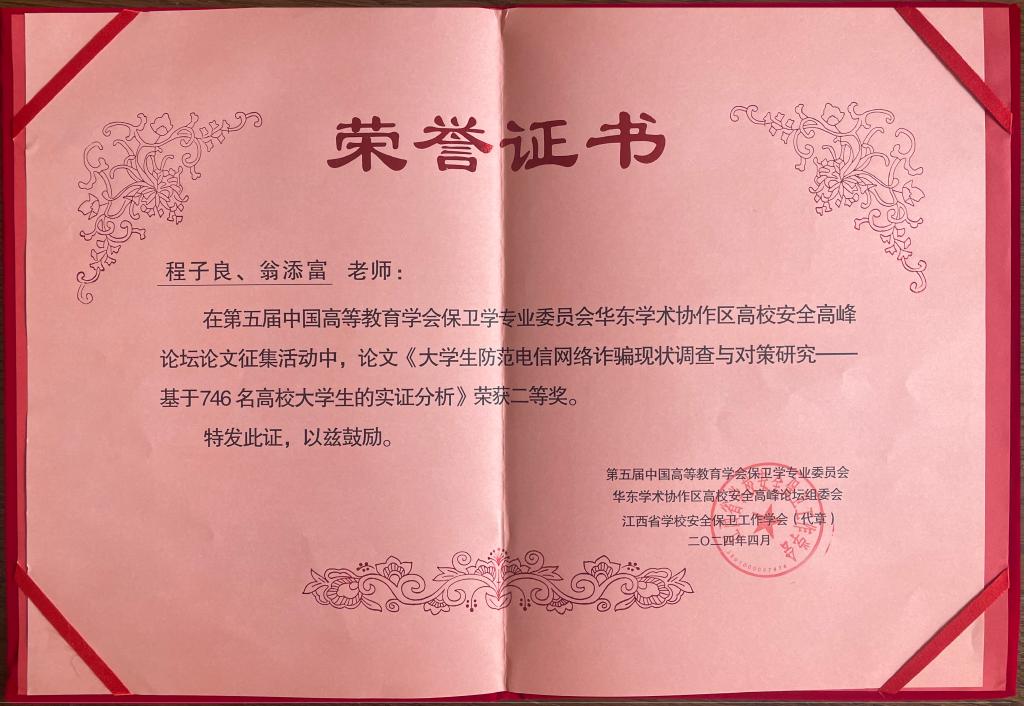 荣誉证书
程子良、翁添富 老师：
在第五届中国高等教育学会保卫学专业委员会华东学术协作区高校安全高峰
论坛论文征集活动中，论文《大学生防范电信网络诈骗现状调查与对策研究——
基于746名高校大学生的实证分析》荣获二等奖。
特发此证，以兹鼓励。
第五届中国高等教育学会保卫学专业委员会
华东学术协作区高校安全高峰论坛组委会
江西省学校安全保卫工作学会（代章）
二〇二四年四月